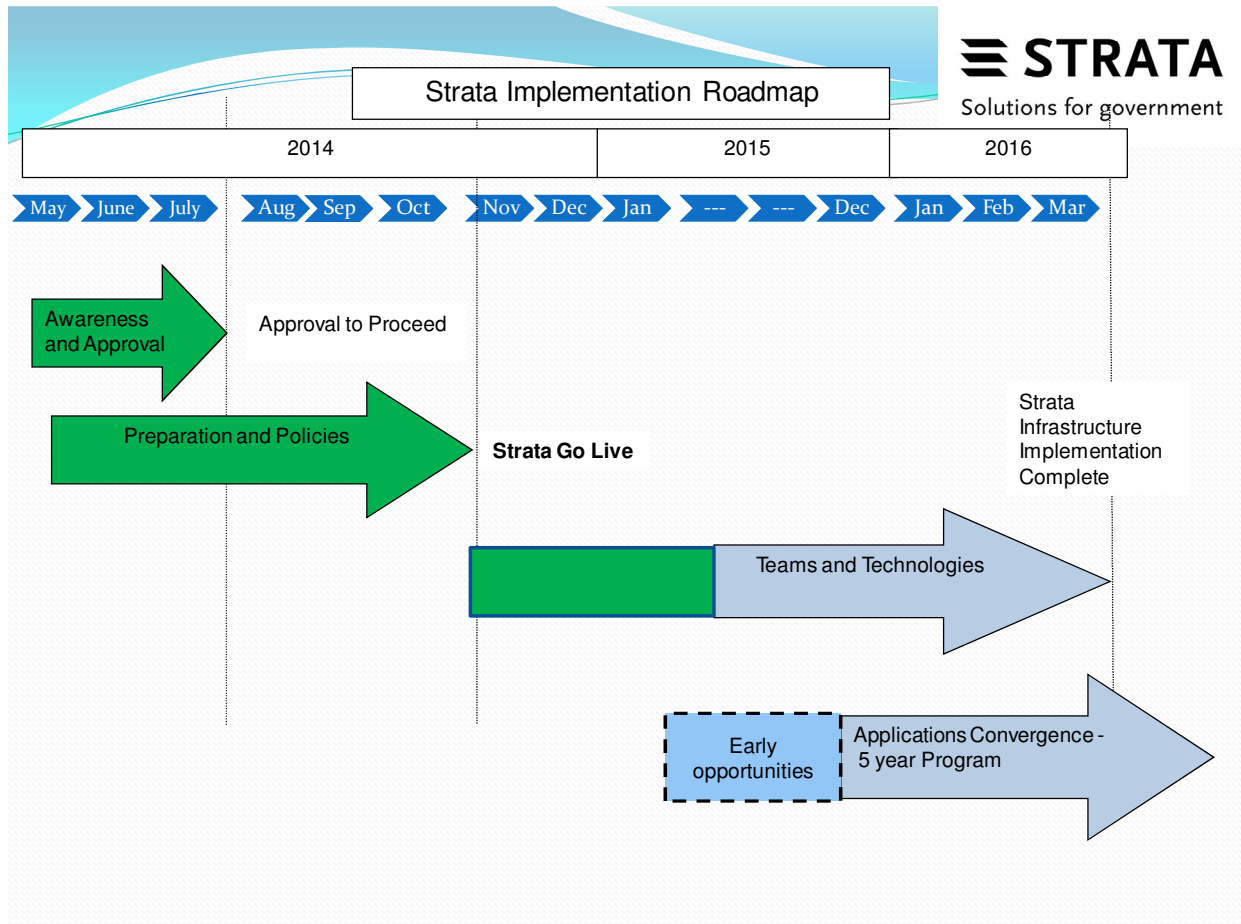 STRATA
Solutions for government
Strata Implementation Roadmap
2014
2015
2016
May
June
July
Aug
Sep
Oct
Nov
Dec
Jan
---
---
Dec
Jan
Feb
Mar
Awareness
and Approval
Approval to Proceed
Preparation and Policies
Strata Go Live
Strata
Infrastructure
Implementation
Complete
Teams and Technologies
Early
opportunities
Applications Convergence -
5 year Program